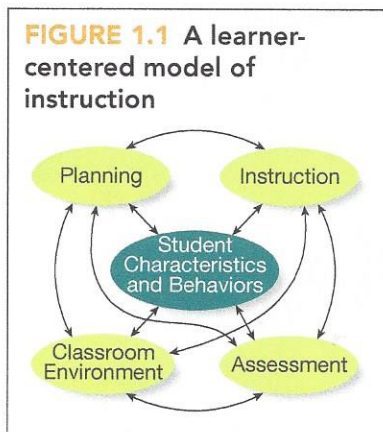 FIGURE 1.1 A learner-
centered model of
instruction
Planning
Instruction
Student
Characteristics
and Behaviors
Classroom
Environment
Assessment